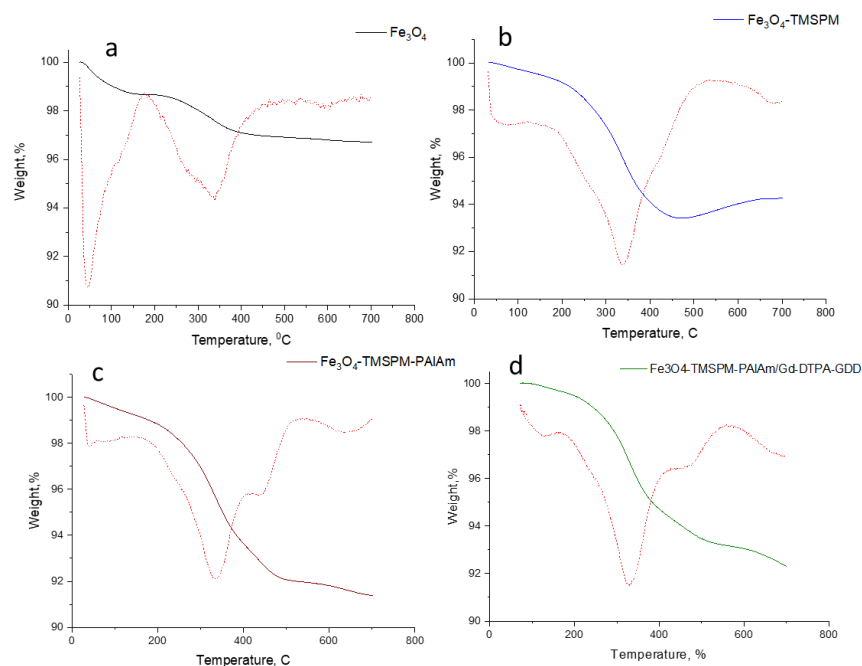 a
Fe₃O₄
100
98
96
94
92
90
Weight,%
0 100 200 300 400 500 600 700 800
Temperature, ⁰C
b
Fe₃O₄-TMSPM
100
98
96
94
92
90
Weight,%
0 100 200 300 400 500 600 700 800
Temperature, C
c
Fe₃O₄-TMSPM-PAlAm
100
98
96
94
92
90
Weight,%
0 200 400 600 800
Temperature, C
d
Fe3O4-TMSPM-PAlAm/Gd-DTPA-GDD
100
98
96
94
92
90
Weight,%
0 200 400 600 800
Temperature, %